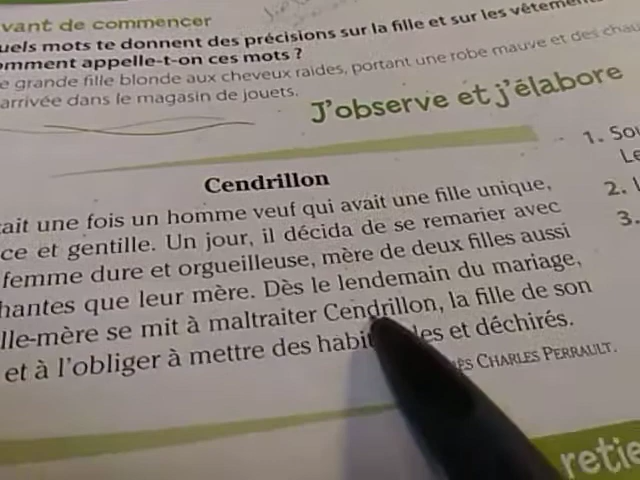 vant de commencer
uels mots te donnent des précisions sur la fille et sur les vêteme
omment appelle-t-on ces mots ?
e grande fille blonde aux cheveux raides, portant une robe mauve et des chau
arrivée dans le magasin de jouets.
J'observe et j'élabore
Cendrillon
ait une fois un homme veuf qui avait une fille unique,
ce et gentille. Un jour, il décida de se remarier avec
femme dure et orgueilleuse, mère de deux filles aussi
hantes que leur mère. Dès le lendemain du mariage,
lle-mère se mit à maltraiter Cendrillon, la fille de son
et à l'obliger à mettre des habit les et déchirés.
ès CHARLES PERRAULT.
1. Sou
Le
2.
3.
retie